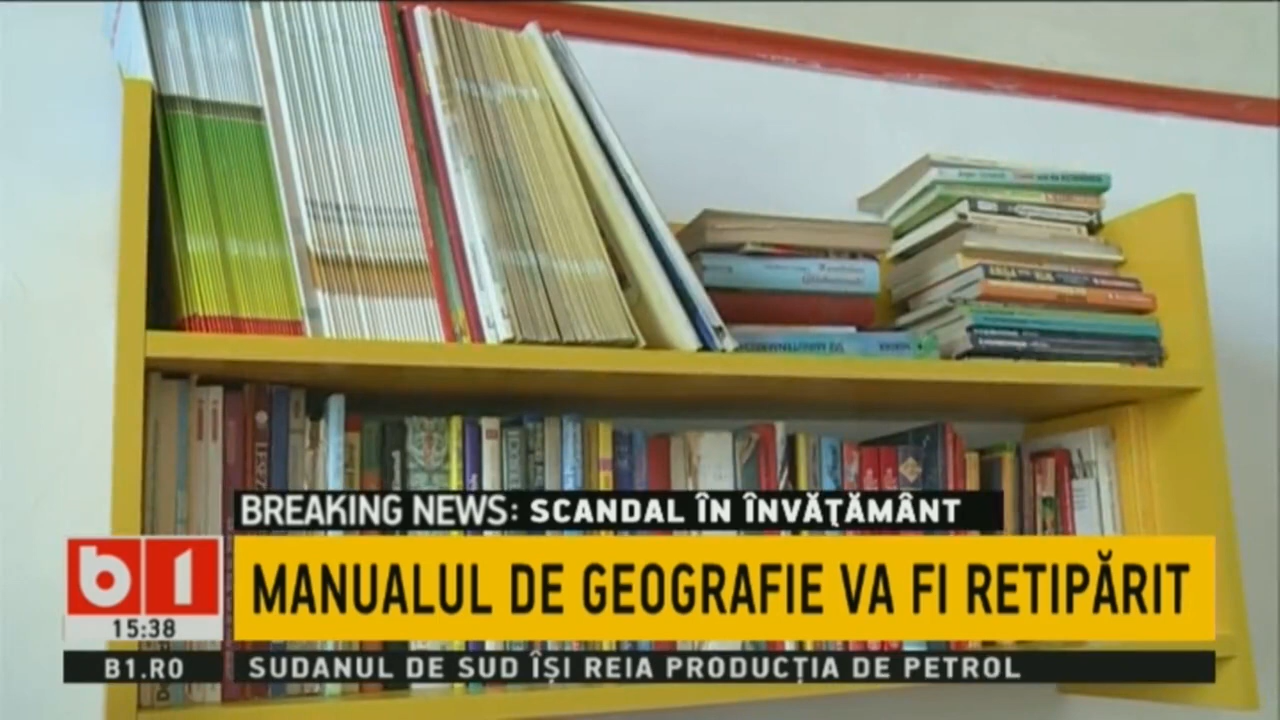 BREAKING NEWS: SCANDAL ÎN ÎNVĂŢĂMÂNT
B1
MANUALUL DE GEOGRAFIE VA FI RETIPĂRIT
15:38
B1.RO SUDANUL DE SUD ÎȘI REIA PRODUCȚIA DE PETROL